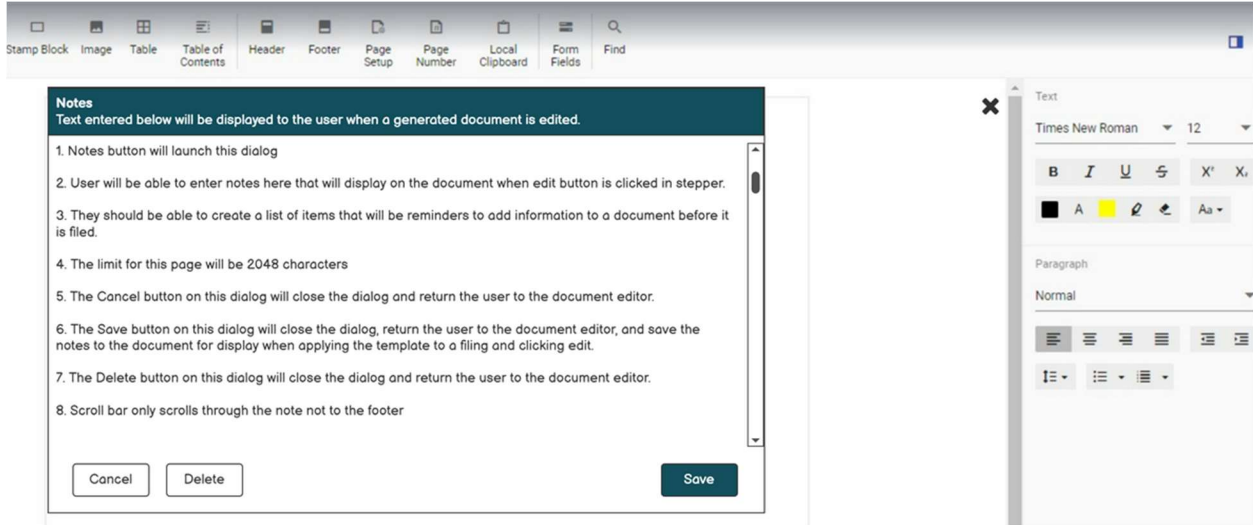 Stamp Block Image Table Table of Contents Header Footer Page Setup Page Number Local Clipboard Form Fields Find
Notes
Text entered below will be displayed to the user when a generated document is edited.
1. Notes button will launch this dialog
2. User will be able to enter notes here that will display on the document when edit button is clicked in stepper.
3. They should be able to create a list of items that will be reminders to add information to a document before it
is filed.
4. The limit for this page will be 2048 characters
5. The Cancel button on this dialog will close the dialog and return the user to the document editor.
6. The Save button on this dialog will close the dialog, return the user to the document editor, and save the
notes to the document for display when applying the template to a filing and clicking edit.
7. The Delete button on this dialog will close the dialog and return the user to the document editor.
8. Scroll bar only scrolls through the note not to the footer
Cancel Delete Save
Text
Times New Roman 12
B I U S X X
A Aa
Paragraph
Normal